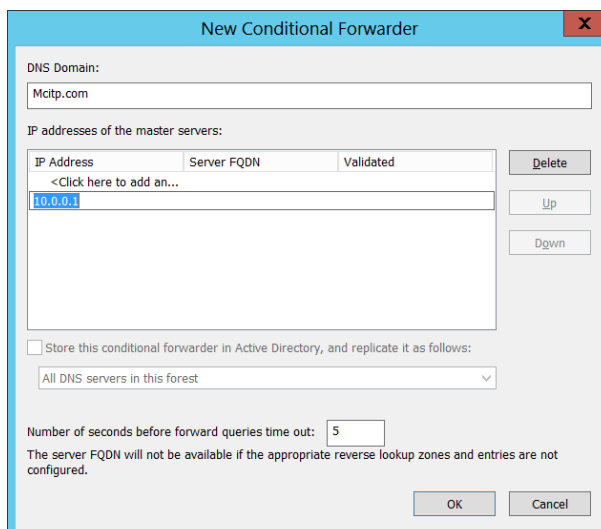 New Conditional Forwarder
X
DNS Domain:
Mcitp.com
IP addresses of the master servers:
IP Address Server FQDN Validated
<Click here to add an...
10.0.0.1
Delete
Up
Down
Store this conditional forwarder in Active Directory, and replicate it as follows:
All DNS servers in this forest
Number of seconds before forward queries time out: 5
The server FQDN will not be available if the appropriate reverse lookup zones and entries are not
configured.
OK Cancel